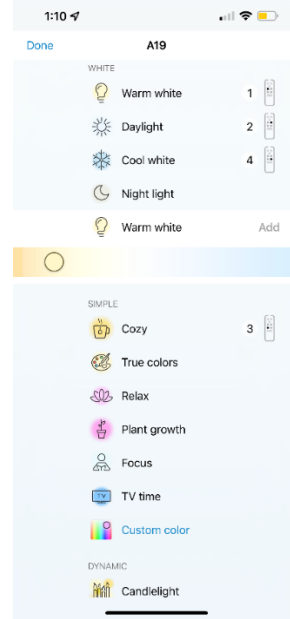 1:10
Done A19
WHITE
Warm white 1
Daylight 2
Cool white 4
Night light
Warm white Add
SIMPLE
Cozy 3
True colors
Relax
Plant growth
Focus
TV
TV time
Custom color
DYNAMIC
Candlelight